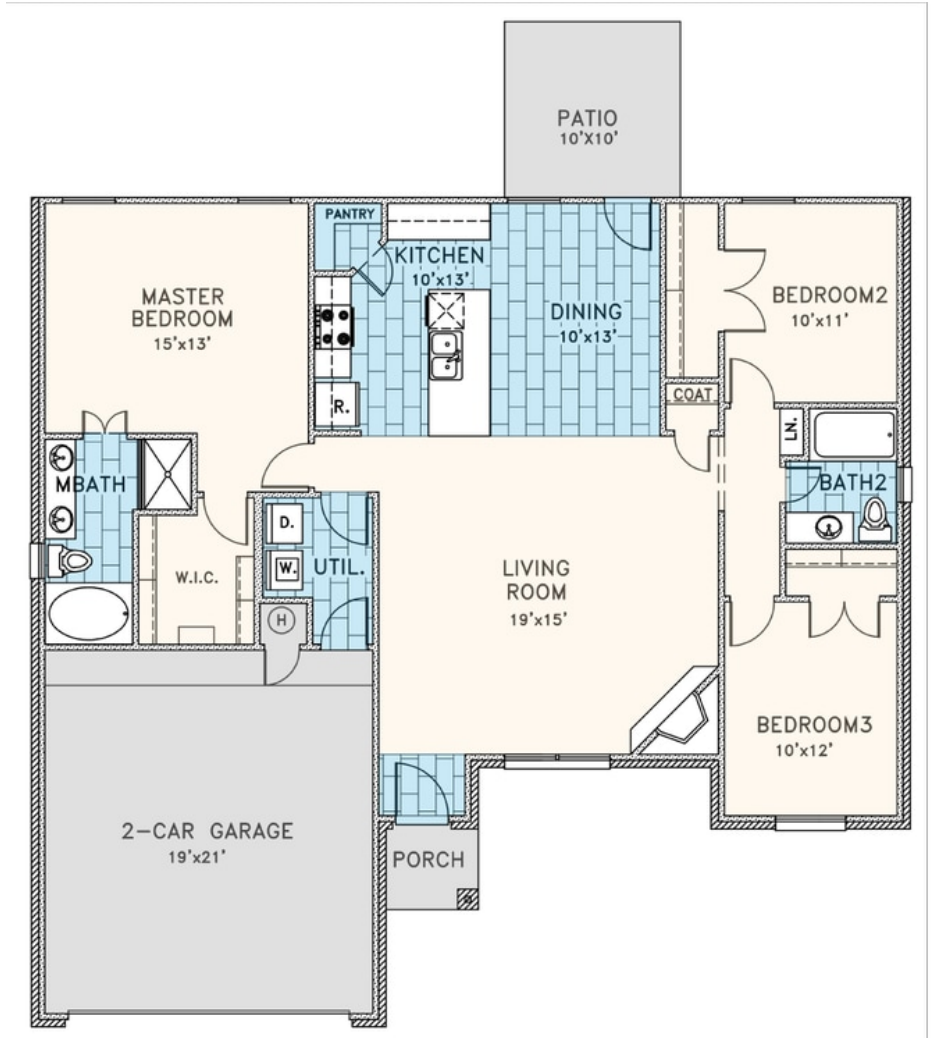 PATIO
10'X10'
PANTRY
KITCHEN
10'x13'
MASTER
BEDROOM
15'x13'
DINING
10'x13'
BEDROOM2
10'x11'
R.
COAT
LN.
MBATH
BATH2
D.
W.
UTIL.
W.I.C.
H
LIVING
ROOM
19'x15'
BEDROOM3
10'x12'
2-CAR GARAGE
19'x21'
PORCH